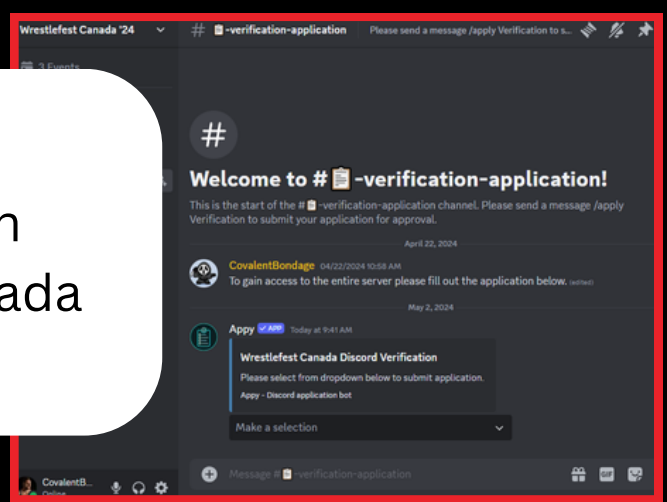 Wrestlefest Canada '24
# 📋-verification-application
Please send a message /apply Verification to s...
3 Events
n
ada
#
Welcome to #📋-verification-application!
This is the start of the #📋-verification-application channel. Please send a message /apply
Verification to submit your application for approval.
April 22, 2024
CovalentBondage 04/22/2024 10:58 AM
To gain access to the entire server please fill out the application below. (edited)
May 2, 2024
Appy ✓ APP Today at 9:41 AM
Wrestlefest Canada Discord Verification
Please select from dropdown below to submit application.
Appy - Discord application bot
Make a selection
Message #📋-verification-application
GIF
CovalentB...
Online